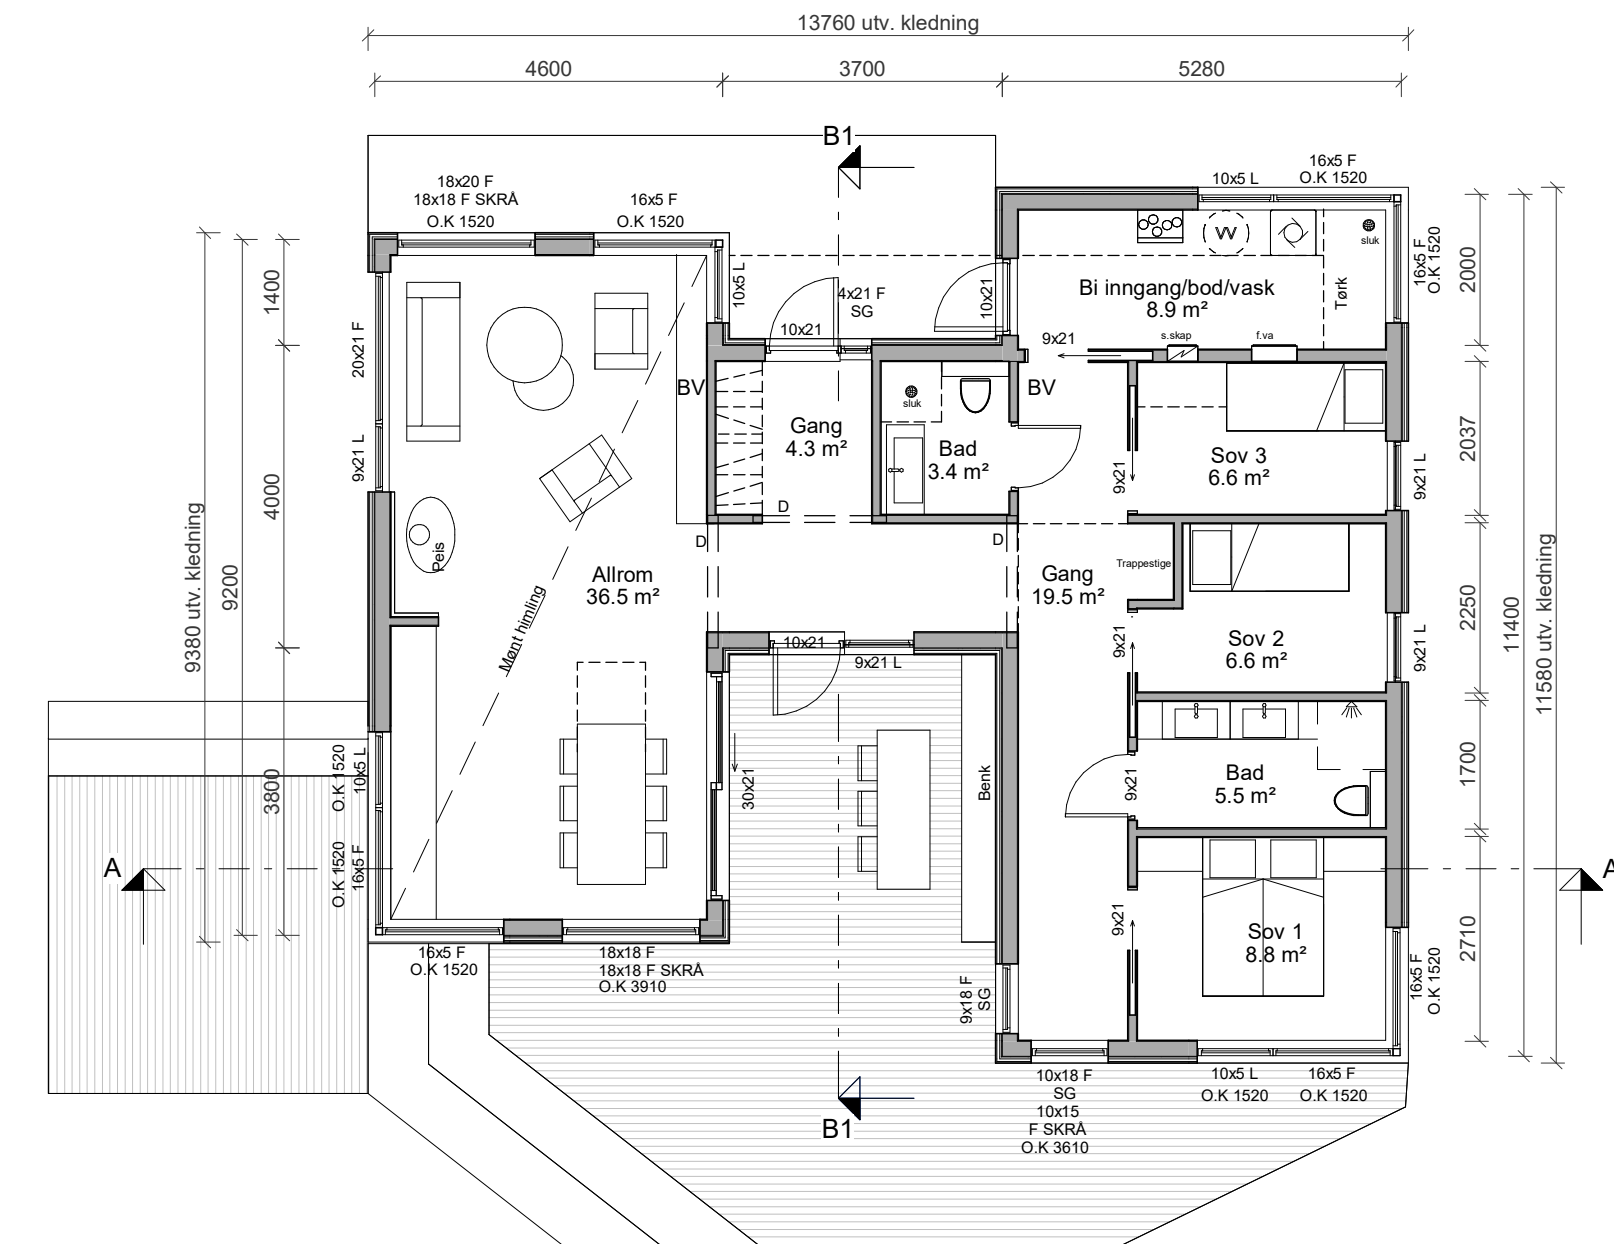 13760 utv. kledning
4600
3700
5280
B1
18x20 F
18x18 F SKRÅ
O.K 1520
16x5 F
O.K 1520
10x5 L
16x5 F
O.K 1520
16x5 F
O.K 1520
10x5 L
4x21 F
SG
10x21
10x21
sluk
Bi inngang/bod/vask
8.9 m²
Tørk
2000
1400
20x21 F
9x21
s.skap
f.va
BV
BV
sluk
Gang
4.3 m²
Bad
3.4 m²
Sov 3
6.6 m²
9x21
9x21 L
2037
9x21 L
4000
9380 utv. kledning
9200
D
D
D
Peis
Allrom
36.5 m²
Mønt himling
Gang
19.5 m²
Trappestige
Sov 2
6.6 m²
9x21
9x21 L
2250
11400
11580 utv. kledning
10x21
9x21 L
O.K 1520
10x5 L
3800
30x21
Benk
9x21
Bad
5.5 m²
1700
A
A
O.K 1520
16x5 F
9x21
Sov 1
8.8 m²
2710
16x5 F
O.K 1520
16x5 F
O.K 1520
18x18 F
18x18 F SKRÅ
O.K 3910
9x18 F
SG
10x18 F
SG
10x15
F SKRÅ
O.K 3610
10x5 L
O.K 1520
16x5 F
O.K 1520
B1